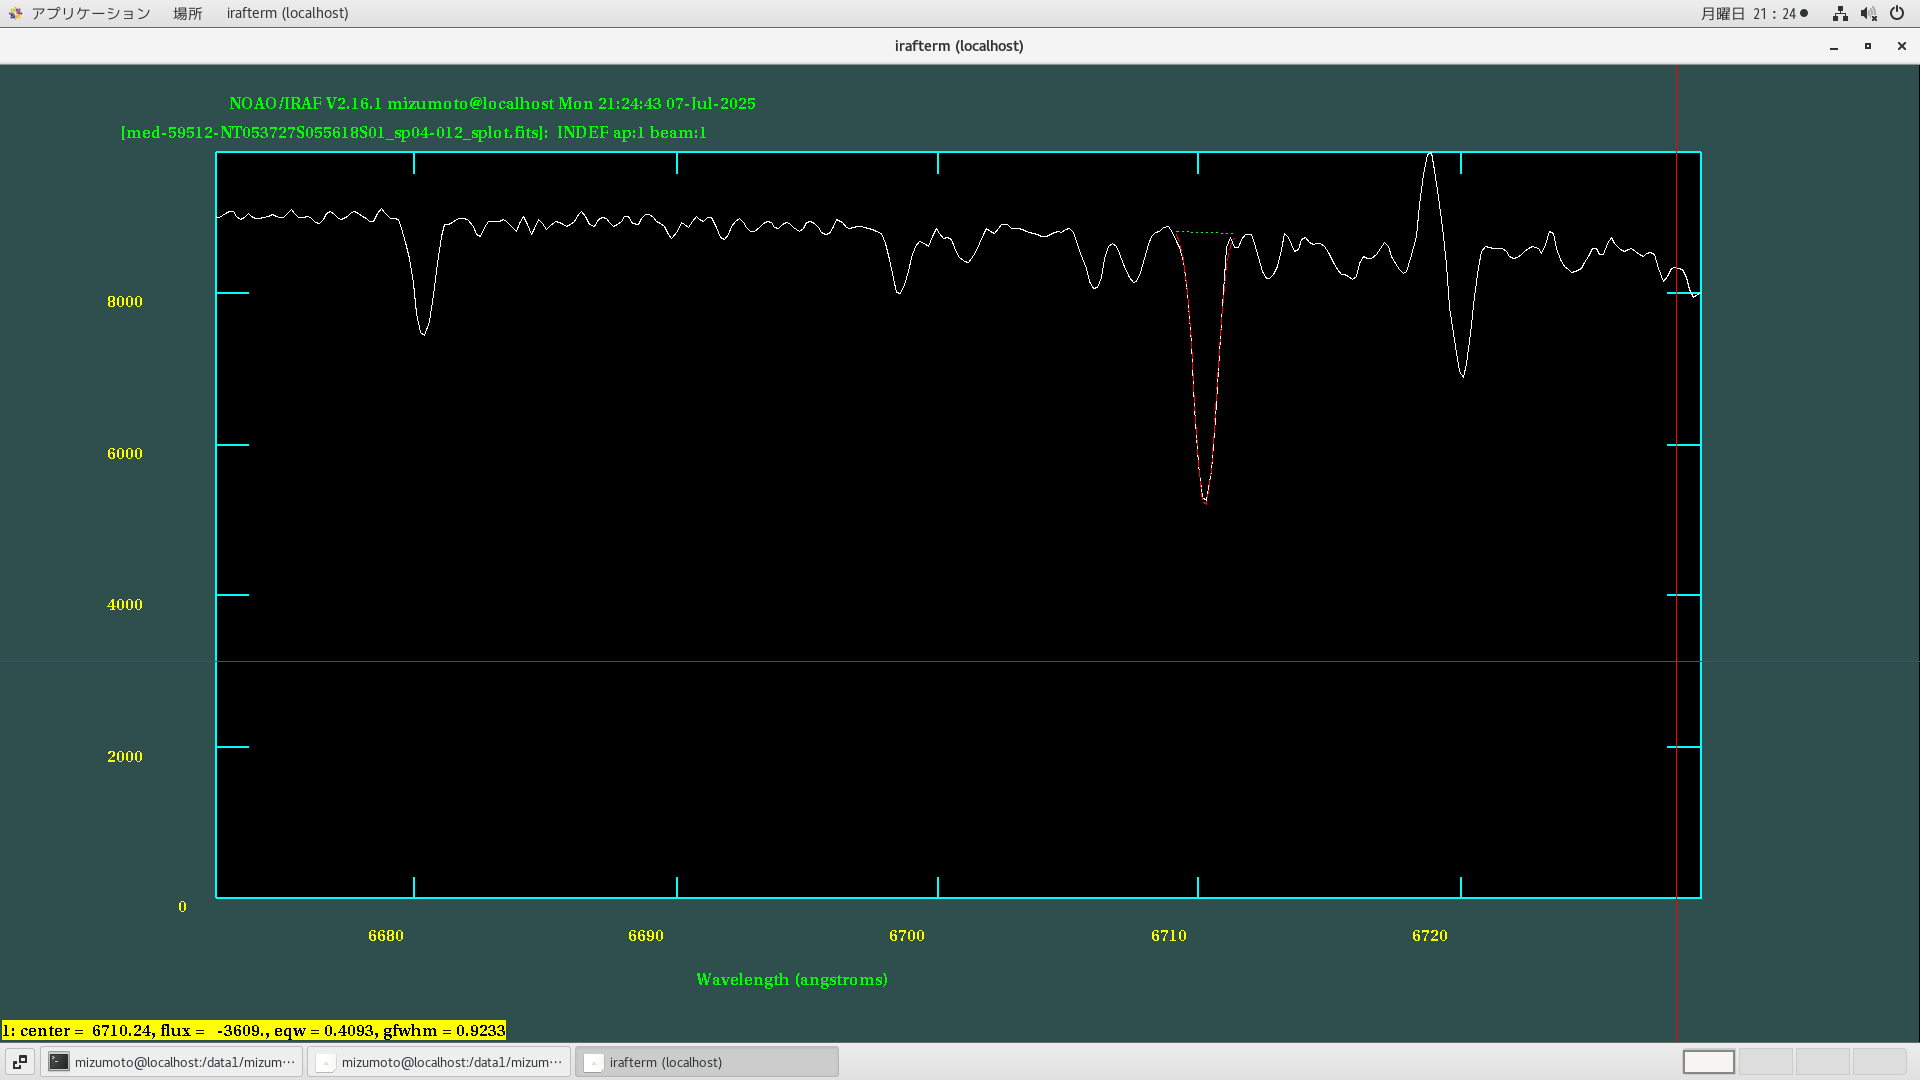 アプリケーション 場所 irafterm (localhost) 月曜日 21：24
irafterm (localhost)
NOAO/IRAF V2.16.1 mizumoto@localhost Mon 21:24:43 07-Jul-2025
[med-59512-NT053727S055618S01_sp04-012_splot.fits]: INDEF ap:1 beam:1
8000
6000
4000
2000
0
6680 6690 6700 6710 6720
Wavelength (angstroms)
1: center = 6710.24, flux = -3609., eqw = 0.4093, gfwhm = 0.9233
mizumoto@localhost:/data1/mizum… mizumoto@localhost:/data1/mizum… irafterm (localhost)